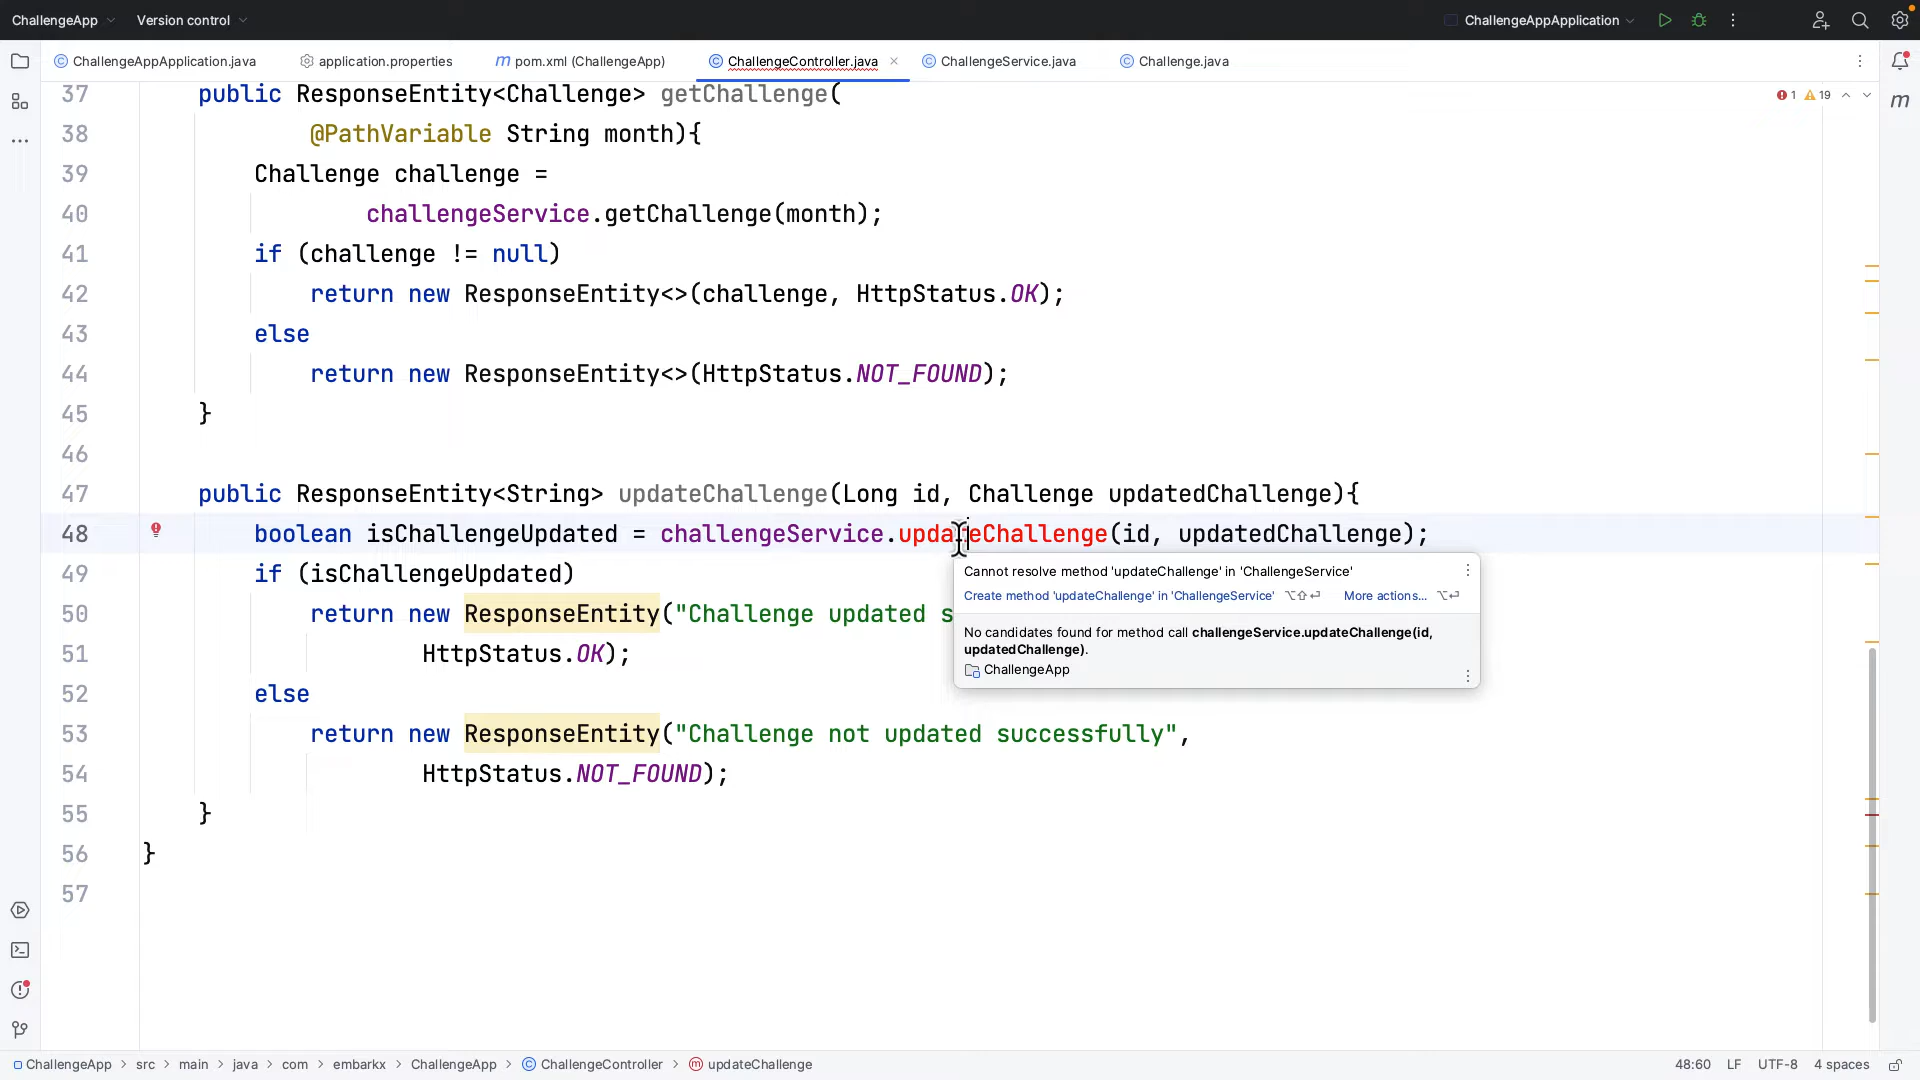 ChallengeApp Version control ChallengeAppApplication
ChallengeAppApplication.java application.properties pom.xml (ChallengeApp) ChallengeController.java ChallengeService.java Challenge.java
37 public ResponseEntity<Challenge> getChallenge( 1 19
38 @PathVariable String month){
39 Challenge challenge =
40 challengeService.getChallenge(month);
41 if (challenge != null)
42 return new ResponseEntity<>(challenge, HttpStatus.OK);
43 else
44 return new ResponseEntity<>(HttpStatus.NOT_FOUND);
45 }
46
47 public ResponseEntity<String> updateChallenge(Long id, Challenge updatedChallenge){
48 boolean isChallengeUpdated = challengeService.updateChallenge(id, updatedChallenge);
49 if (isChallengeUpdated)
50 return new ResponseEntity("Challenge updated s
51 HttpStatus.OK);
52 else
53 return new ResponseEntity("Challenge not updated successfully",
54 HttpStatus.NOT_FOUND);
55 }
56 }
57
Cannot resolve method 'updateChallenge' in 'ChallengeService'
Create method 'updateChallenge' in 'ChallengeService' ⌥⇧⏎ More actions... ⌥⏎
No candidates found for method call challengeService.updateChallenge(id,
updatedChallenge).
ChallengeApp
ChallengeApp > src > main > java > com > embarkx > ChallengeApp > ChallengeController > updateChallenge 48:60 LF UTF-8 4 spaces